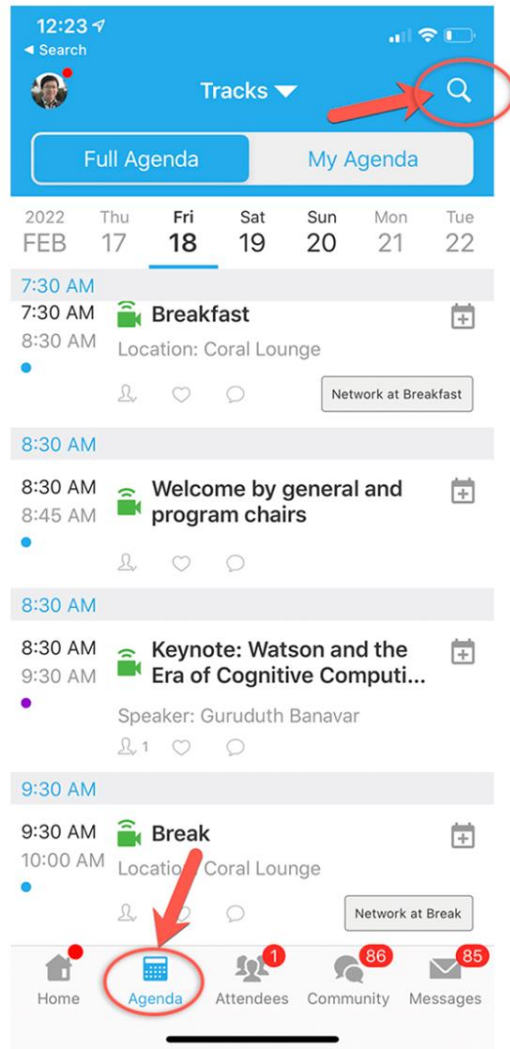 12:23
◀ Search
Tracks
Full Agenda My Agenda
2022 Thu Fri Sat Sun Mon Tue
FEB 17 18 19 20 21 22
7:30 AM
7:30 AM Breakfast
8:30 AM Location: Coral Lounge
Network at Breakfast
8:30 AM
8:30 AM Welcome by general and
8:45 AM program chairs
8:30 AM
8:30 AM Keynote: Watson and the
9:30 AM Era of Cognitive Computi...
Speaker: Guruduth Banavar
1
9:30 AM
9:30 AM Break
10:00 AM Location: Coral Lounge
Network at Break
1 86 85
Home Agenda Attendees Community Messages